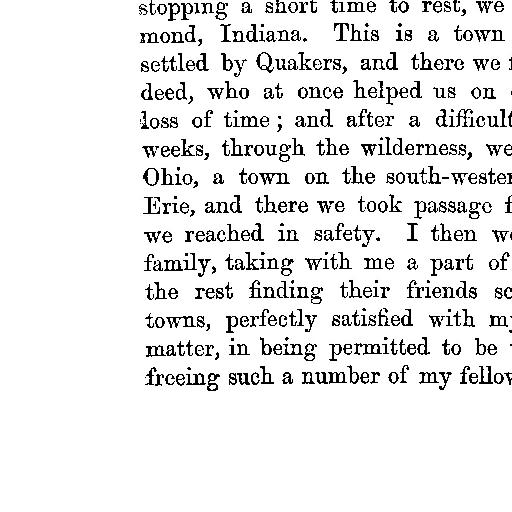 stopping a short time to rest, we
mond, Indiana. This is a town
settled by Quakers, and there we
deed, who at once helped us on
loss of time; and after a difficult
weeks, through the wilderness, we
Ohio, a town on the south-wester
Erie, and there we took passage
we reached in safety. I then we
family, taking with me a part of
the rest finding their friends sc
towns, perfectly satisfied with my
matter, in being permitted to be
freeing such a number of my fellow